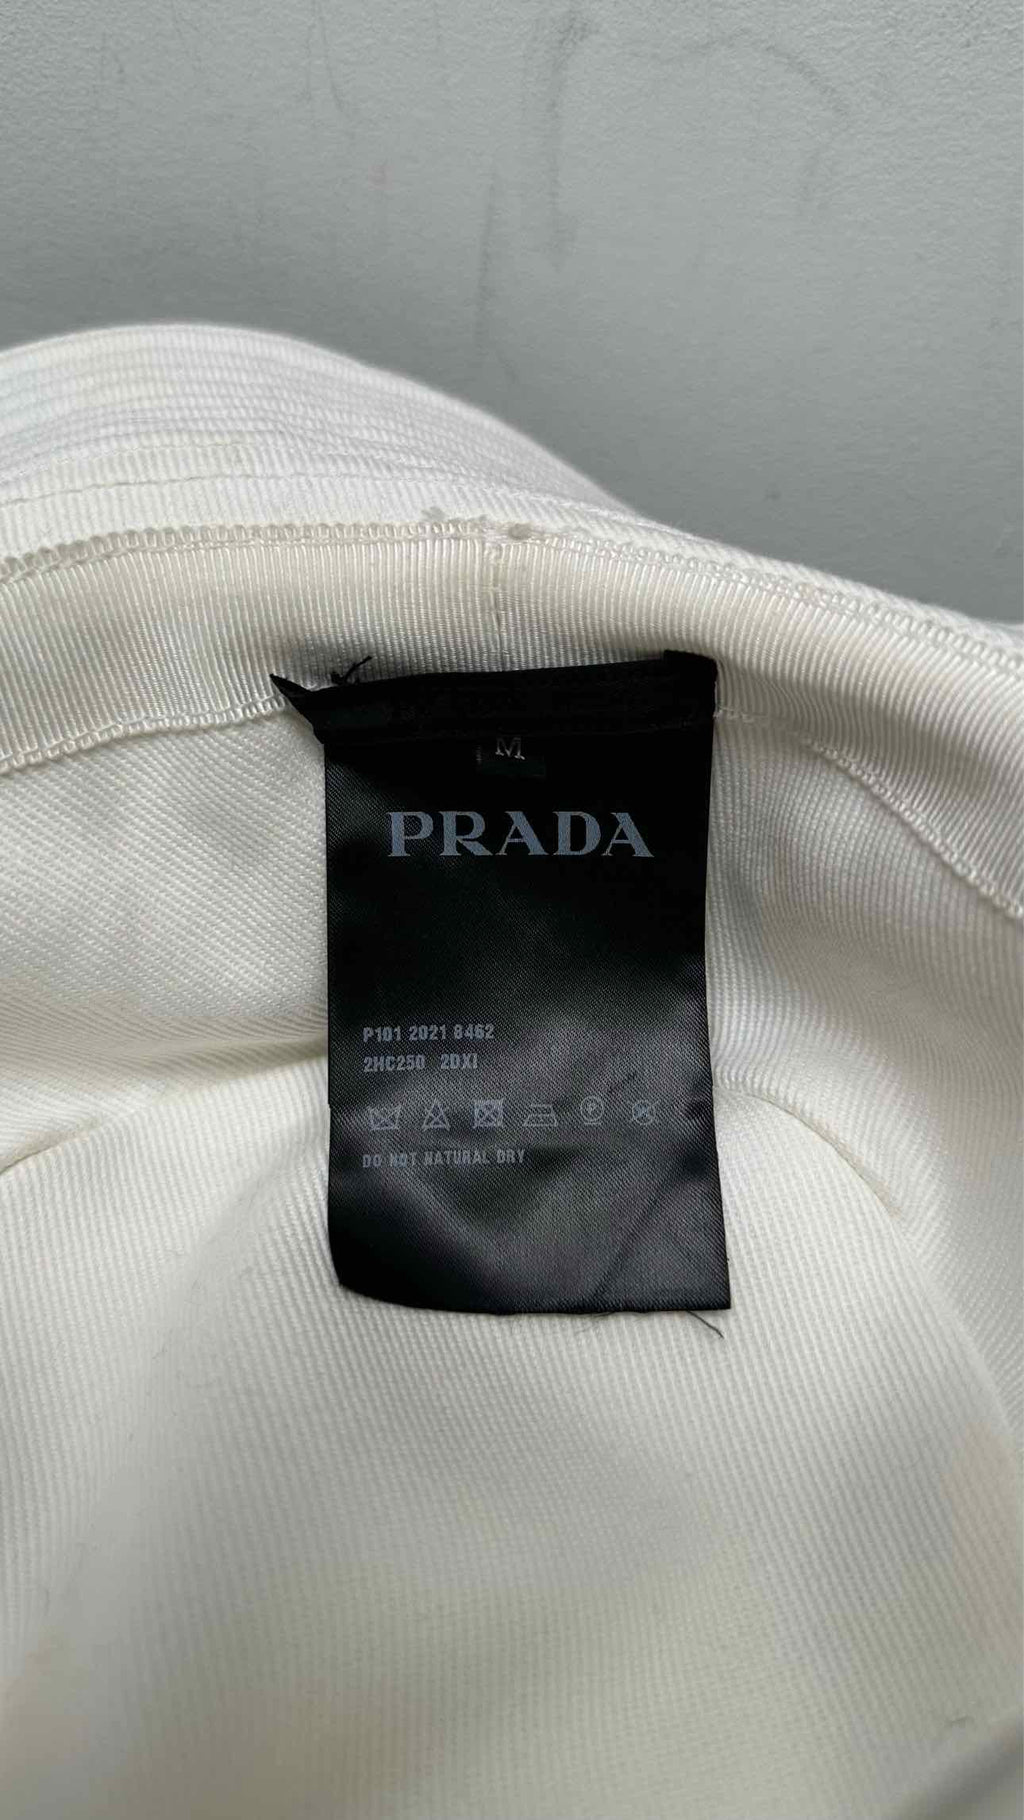 M
PRADA
P101 2021 8462
2HC250 2DXI
DO NOT NATURAL DRY